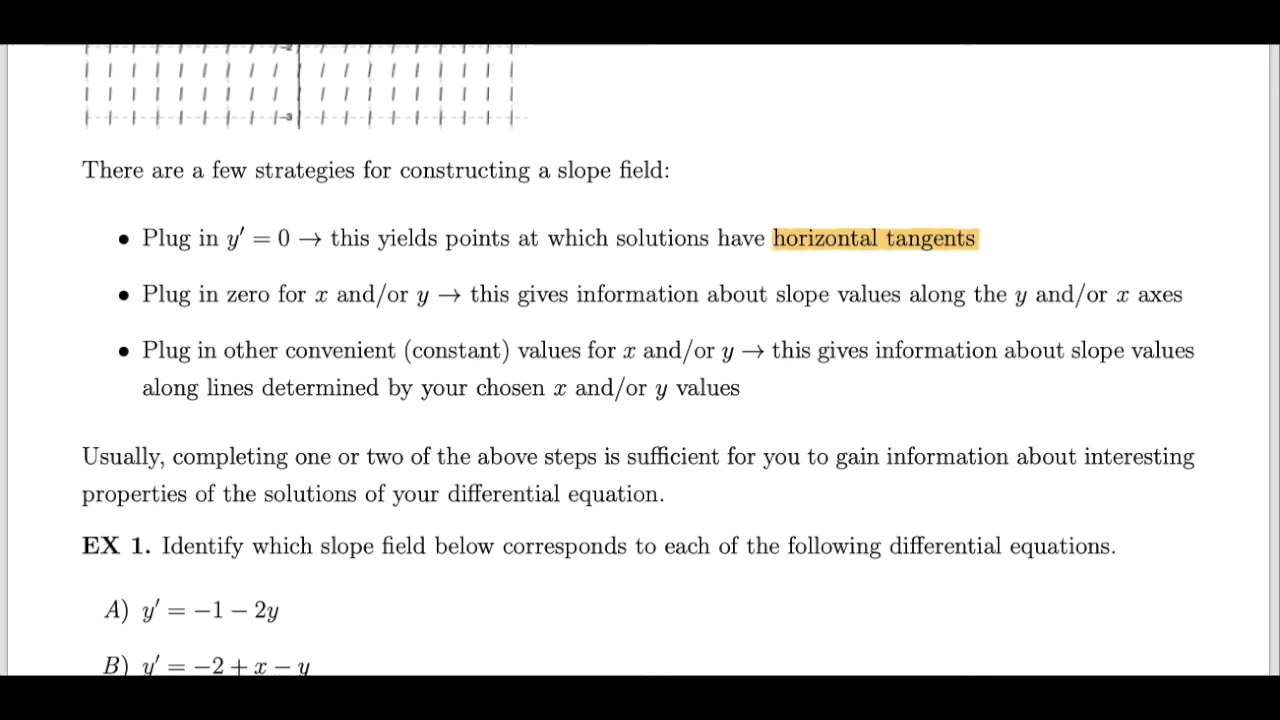 -3
There are a few strategies for constructing a slope field:
• Plug in y′ = 0 → this yields points at which solutions have horizontal tangents
• Plug in zero for x and/or y → this gives information about slope values along the y and/or x axes
• Plug in other convenient (constant) values for x and/or y → this gives information about slope values
along lines determined by your chosen x and/or y values
Usually, completing one or two of the above steps is sufficient for you to gain information about interesting
properties of the solutions of your differential equation.
EX 1. Identify which slope field below corresponds to each of the following differential equations.
A) y′ = −1 − 2y
B) y′ = −2 + x − y